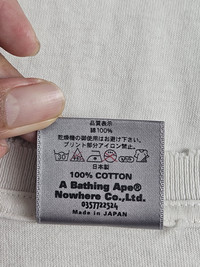 品質表示
綿100%
乾燥機の御使用はお避け下さい。
プリント部分アイロン禁止。
日本製
100% COTTON
A Bathing Ape®
Nowhere Co.,Ltd.
0357722524
Made in JAPAN